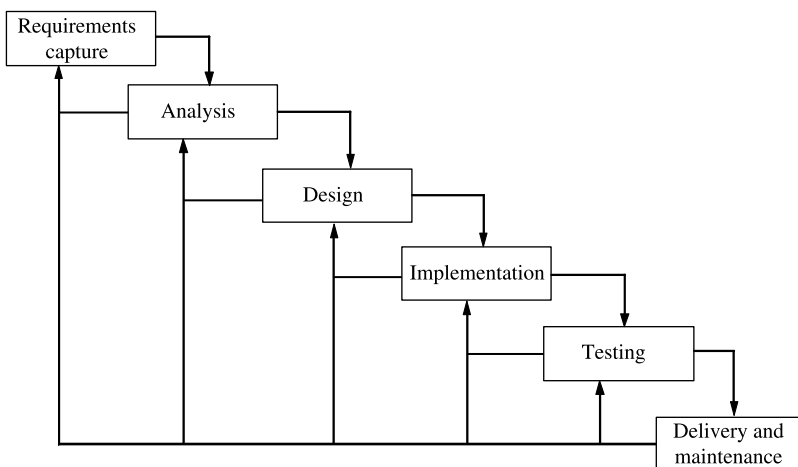 Requirements
capture
Analysis
Design
Implementation
Testing
Delivery and
maintenance